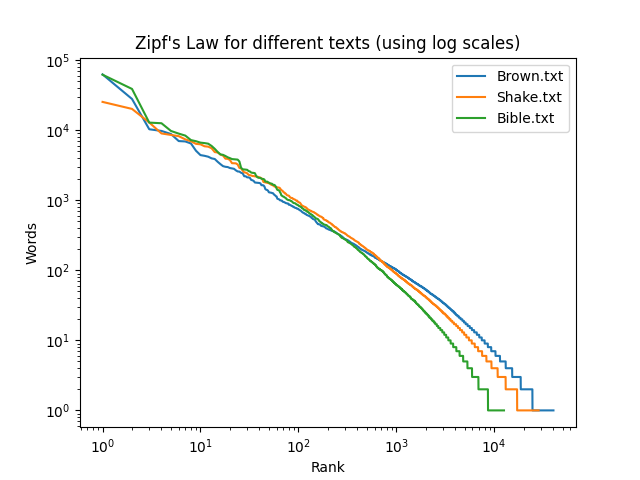 Zipf's Law for different texts (using log scales)
Brown.txt
Shake.txt
Bible.txt
Words
10^5
10^4
10^3
10^2
10^1
10^0
10^0 10^1 10^2 10^3 10^4
Rank